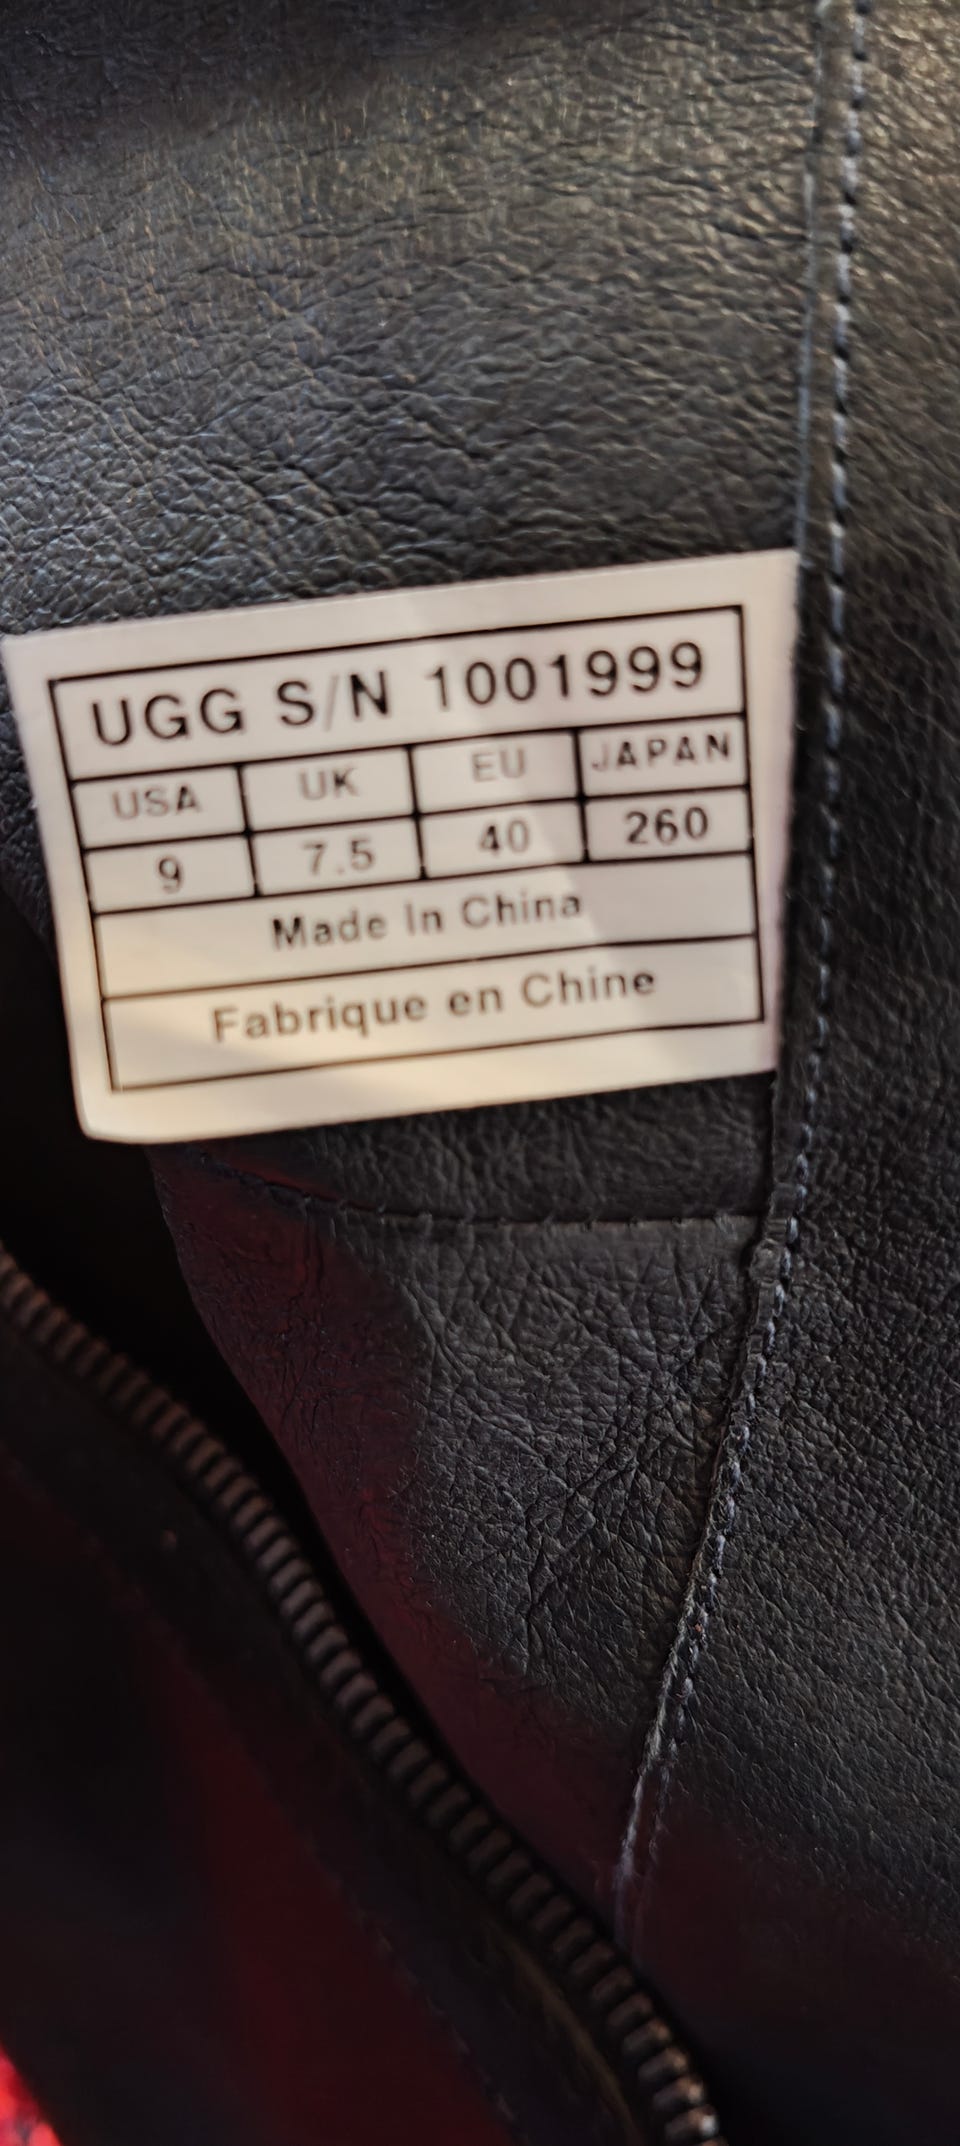 UGG S/N 1001999
USA UK EU JAPAN
9 7.5 40 260
Made In China
Fabrique en Chine